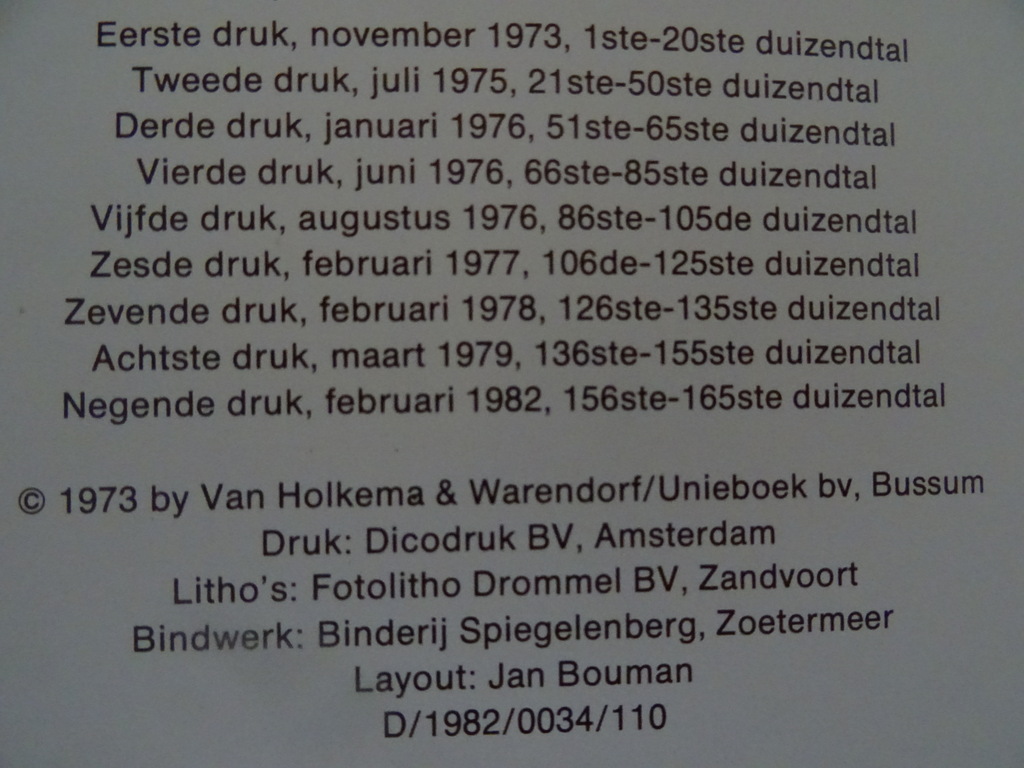 Eerste druk, november 1973, 1ste-20ste duizendtal
Tweede druk, juli 1975, 21ste-50ste duizendtal
Derde druk, januari 1976, 51ste-65ste duizendtal
Vierde druk, juni 1976, 66ste-85ste duizendtal
Vijfde druk, augustus 1976, 86ste-105de duizendtal
Zesde druk, februari 1977, 106de-125ste duizendtal
Zevende druk, februari 1978, 126ste-135ste duizendtal
Achtste druk, maart 1979, 136ste-155ste duizendtal
Negende druk, februari 1982, 156ste-165ste duizendtal
© 1973 by Van Holkema & Warendorf/Unieboek bv, Bussum
Druk: Dicodruk BV, Amsterdam
Litho's: Fotolitho Drommel BV, Zandvoort
Bindwerk: Binderij Spiegelenberg, Zoetermeer
Layout: Jan Bouman
D/1982/0034/110